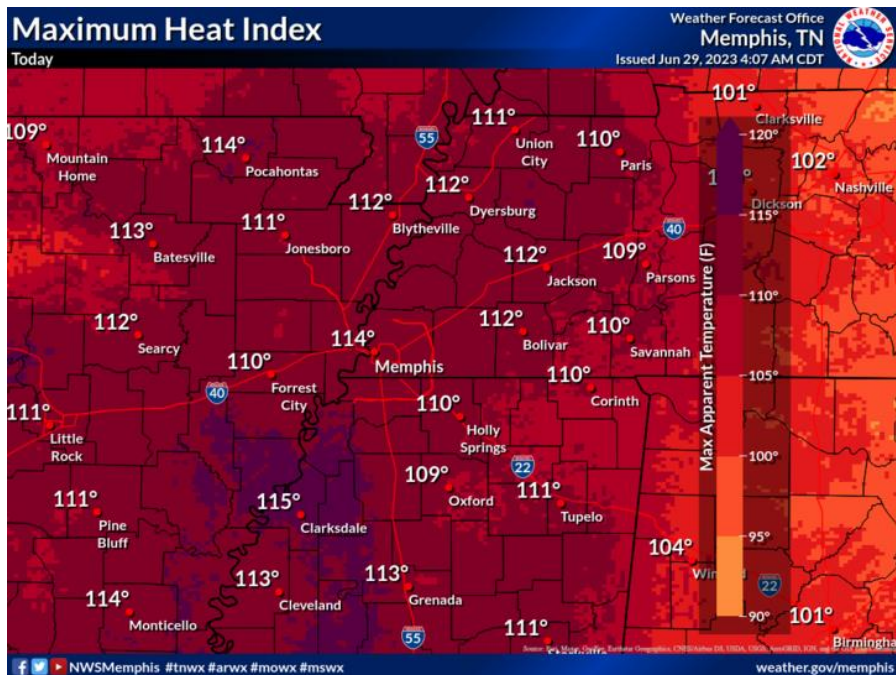 Maximum Heat Index
Today
Weather Forecast Office
Memphis, TN
Issued Jun 29, 2023 4:07 AM CDT
NATIONAL WEATHER SERVICE
101°
Clarksville
109°
Mountain
Home
114°
Pocahontas
55
111°
Union
City
110°
Paris
120°
102°
Nashville
Dickson
112°
Dyersburg
112°
Blytheville
111°
Jonesboro
113°
Batesville
115°
40
112°
Jackson
109°
Parsons
110°
112°
Searcy
114°
Memphis
112°
Bolivar
110°
Savannah
105°
110°
Forrest
City
40
110°
Corinth
111°
Little
Rock
110°
Holly
Springs
22
100°
Max Apparent Temperature (F)
109°
Oxford
111°
Tupelo
115°
Clarksdale
111°
Pine
Bluff
95°
104°
113°
Cleveland
113°
Grenada
22
90°
114°
Monticello
55
111°
101°
Birmingha
NWSMemphis #tnwx #arwx #mowx #mswx
weather.gov/memphis